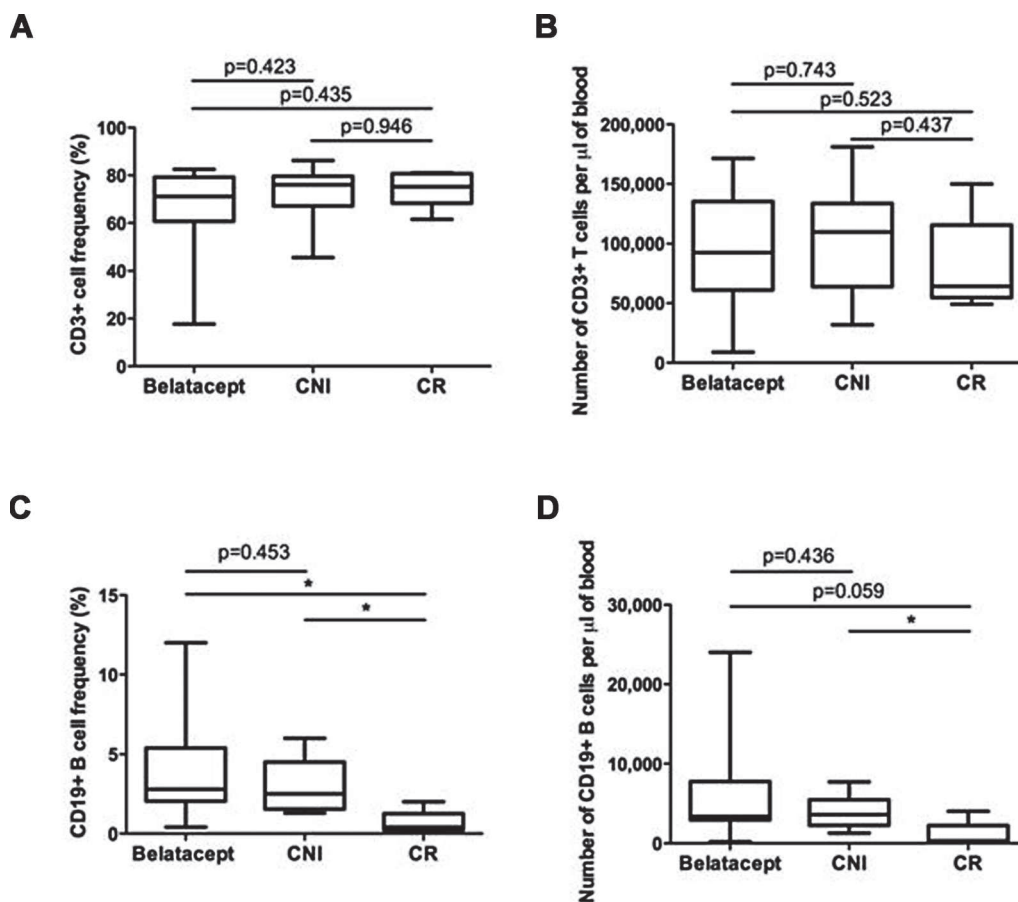 A
p=0.423
p=0.435
p=0.946
CD3+ cell frequency (%)
100
80
60
40
20
0
Belatacept CNI CR
B
p=0.743
p=0.523
p=0.437
Number of CD3+ T cells per µl of blood
200,000
150,000
100,000
50,000
0
Belatacept CNI CR
C
p=0.453
*
*
CD19+ B cell frequency (%)
15
10
5
0
Belatacept CNI CR
D
p=0.436
p=0.059
*
Number of CD19+ B cells per µl of blood
30,000
20,000
10,000
0
Belatacept CNI CR